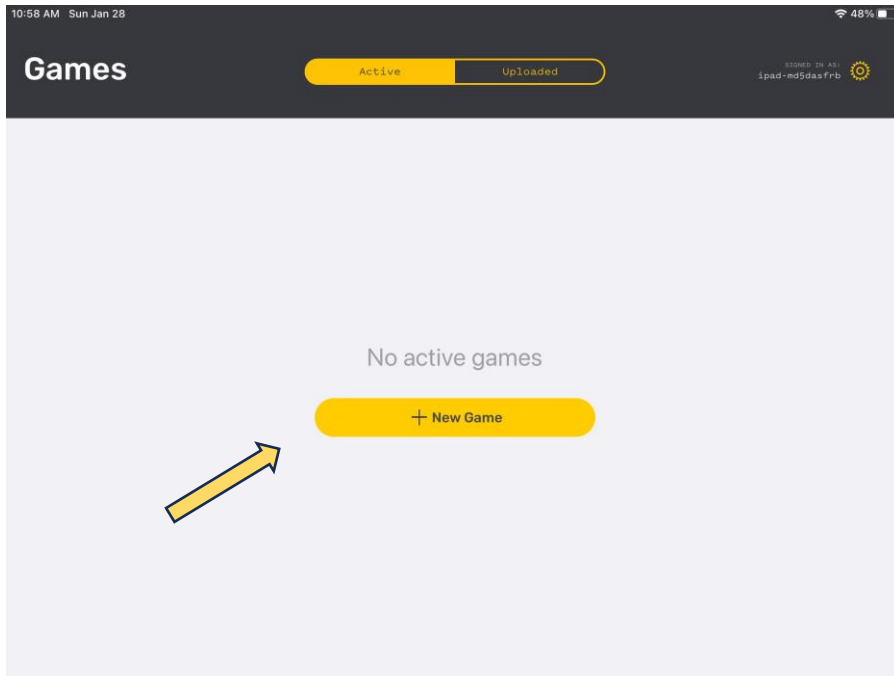 10:58 AM Sun Jan 28
48%
Games
Active
Uploaded
SIGNED IN AS:
ipad-md5dasfrb
No active games
+ New Game